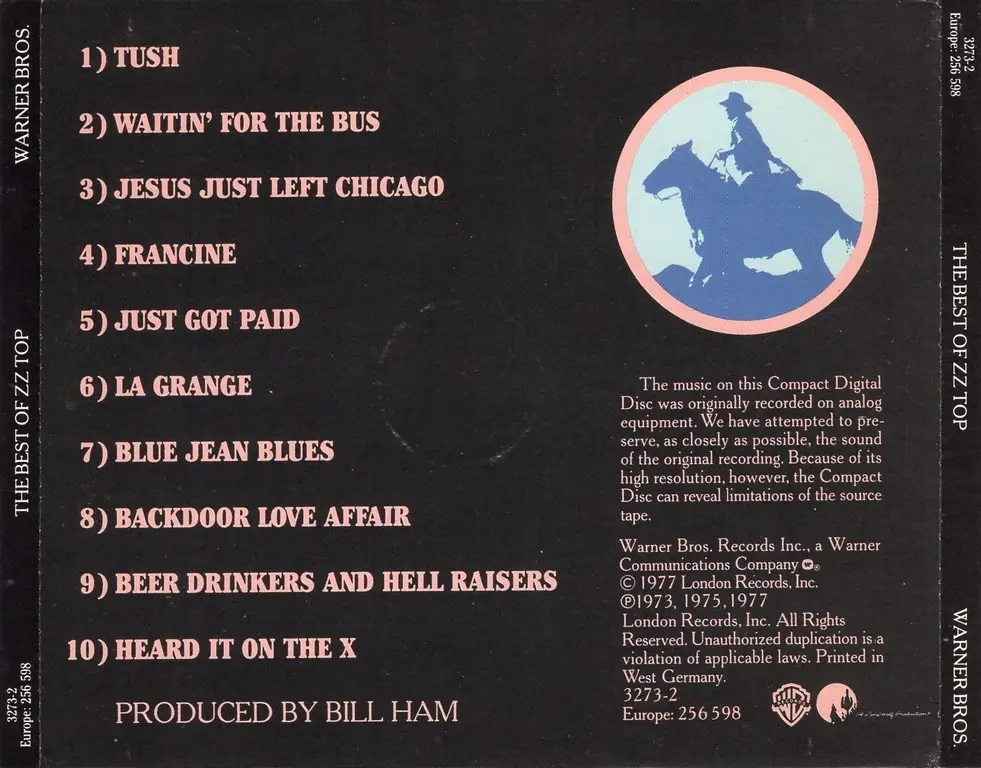 WARNER BROS.
THE BEST OF ZZ TOP
3273-2
Europe: 256 598
1) TUSH
2) WAITIN' FOR THE BUS
3) JESUS JUST LEFT CHICAGO
4) FRANCINE
5) JUST GOT PAID
6) LA GRANGE
7) BLUE JEAN BLUES
8) BACKDOOR LOVE AFFAIR
9) BEER DRINKERS AND HELL RAISERS
10) HEARD IT ON THE X
PRODUCED BY BILL HAM
The music on this Compact Digital
Disc was originally recorded on analog
equipment. We have attempted to pre-
serve, as closely as possible, the sound
of the original recording. Because of its
high resolution, however, the Compact
Disc can reveal limitations of the source
tape.
Warner Bros. Records Inc., a Warner
Communications Company ®
© 1977 London Records, Inc.
℗1973, 1975, 1977
London Records, Inc. All Rights
Reserved. Unauthorized duplication is a
violation of applicable laws. Printed in
West Germany.
3273-2
Europe: 256 598
3273-2
Europe: 256 598
THE BEST OF ZZ TOP
WARNER BROS.